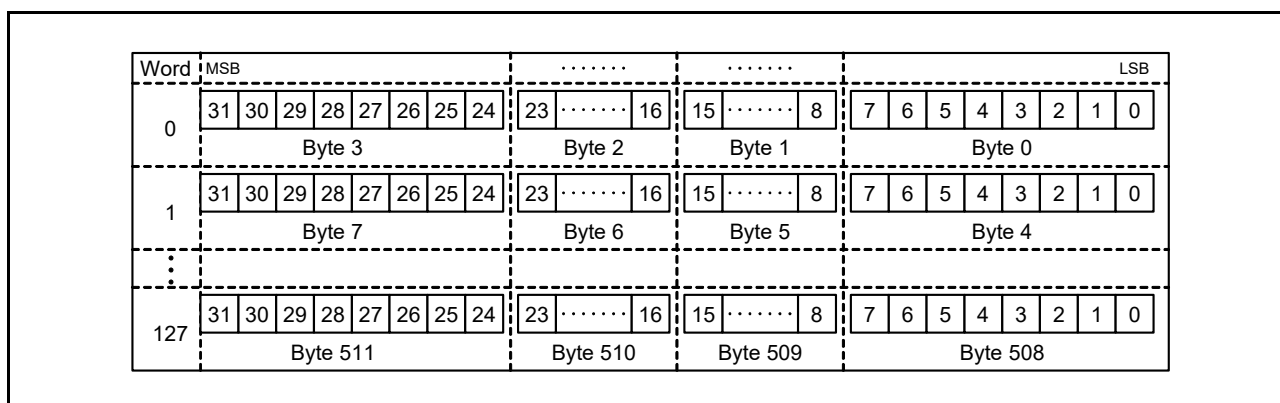 Word MSB ······· ······· LSB
0 31 30 29 28 27 26 25 24 23 ······· 16 15 ······· 8 7 6 5 4 3 2 1 0
Byte 3 Byte 2 Byte 1 Byte 0
1 31 30 29 28 27 26 25 24 23 ······· 16 15 ······· 8 7 6 5 4 3 2 1 0
Byte 7 Byte 6 Byte 5 Byte 4
⋮
127 31 30 29 28 27 26 25 24 23 ······· 16 15 ······· 8 7 6 5 4 3 2 1 0
Byte 511 Byte 510 Byte 509 Byte 508